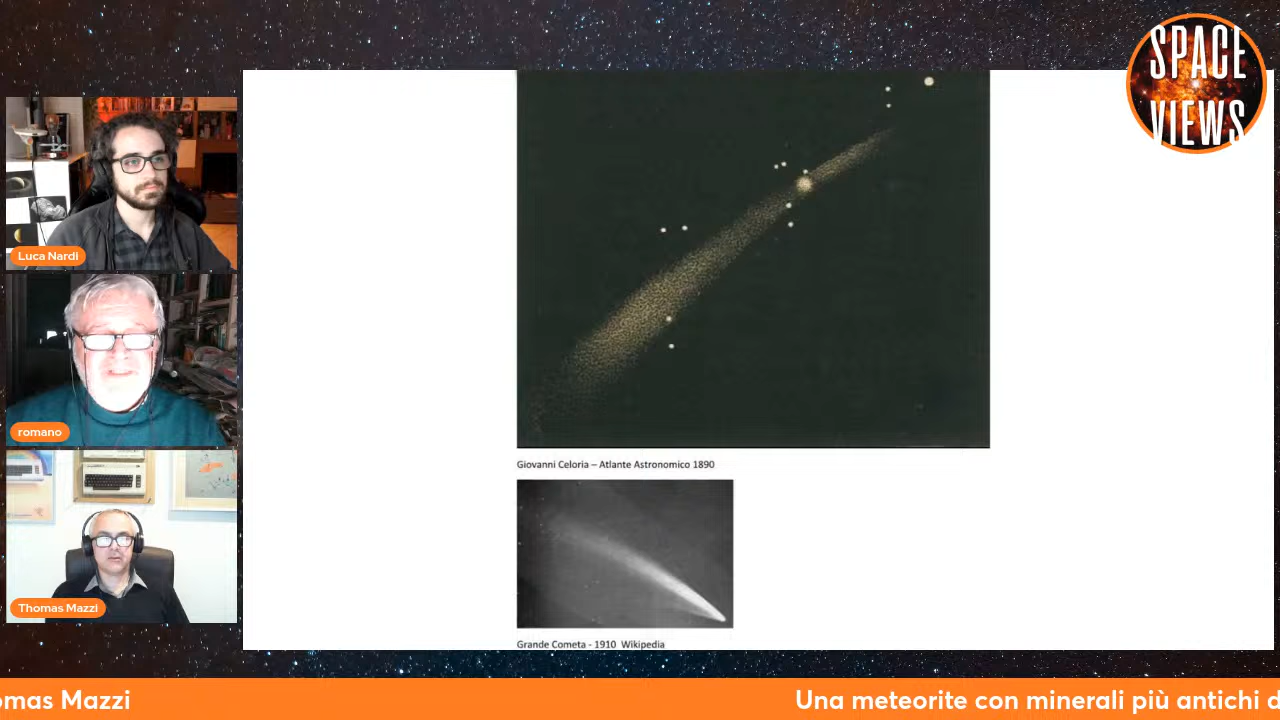 SPACE
VIEWS
Luca Nardi
romano
Thomas Mazzi
Giovanni Celoria – Atlante Astronomico 1890
Grande Cometa - 1910 Wikipedia
omas Mazzi
Una meteorite con minerali più antichi d